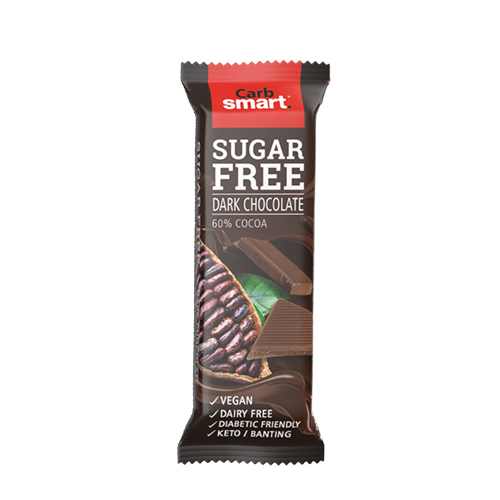 Carb
smart.
SUGAR
FREE
DARK CHOCOLATE
60% COCOA
✓ VEGAN
✓ DAIRY FREE
✓ DIABETIC FRIENDLY
✓ KETO / BANTING